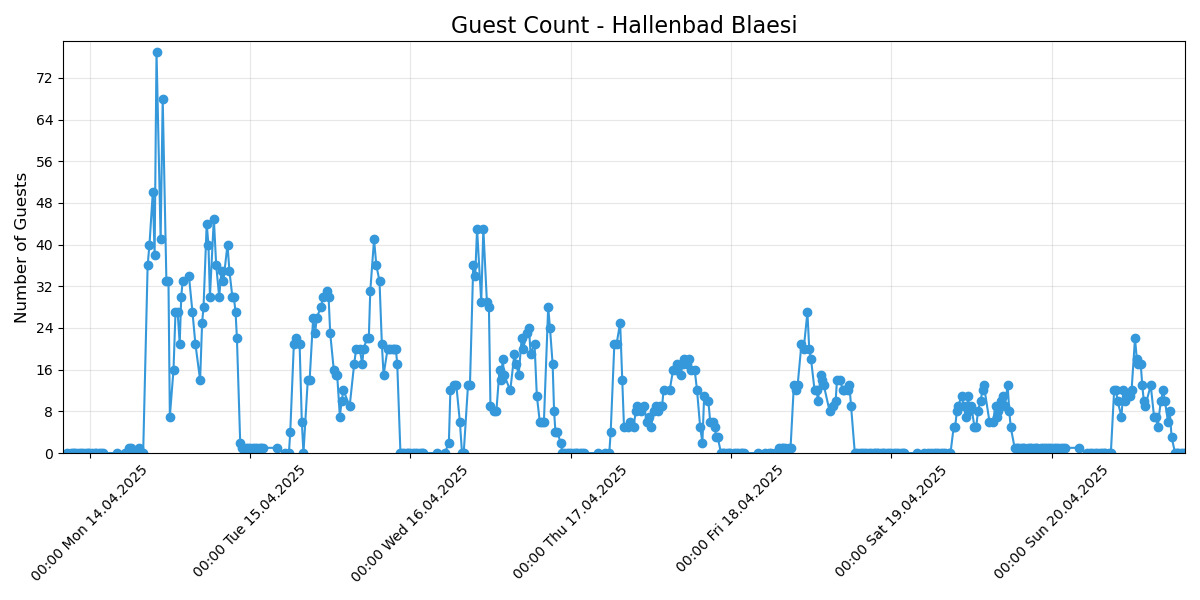 Guest Count - Hallenbad Blaesi
Number of Guests
72
64
56
48
40
32
24
16
8
0
00:00 Mon 14.04.2025
00:00 Tue 15.04.2025
00:00 Wed 16.04.2025
00:00 Thu 17.04.2025
00:00 Fri 18.04.2025
00:00 Sat 19.04.2025
00:00 Sun 20.04.2025